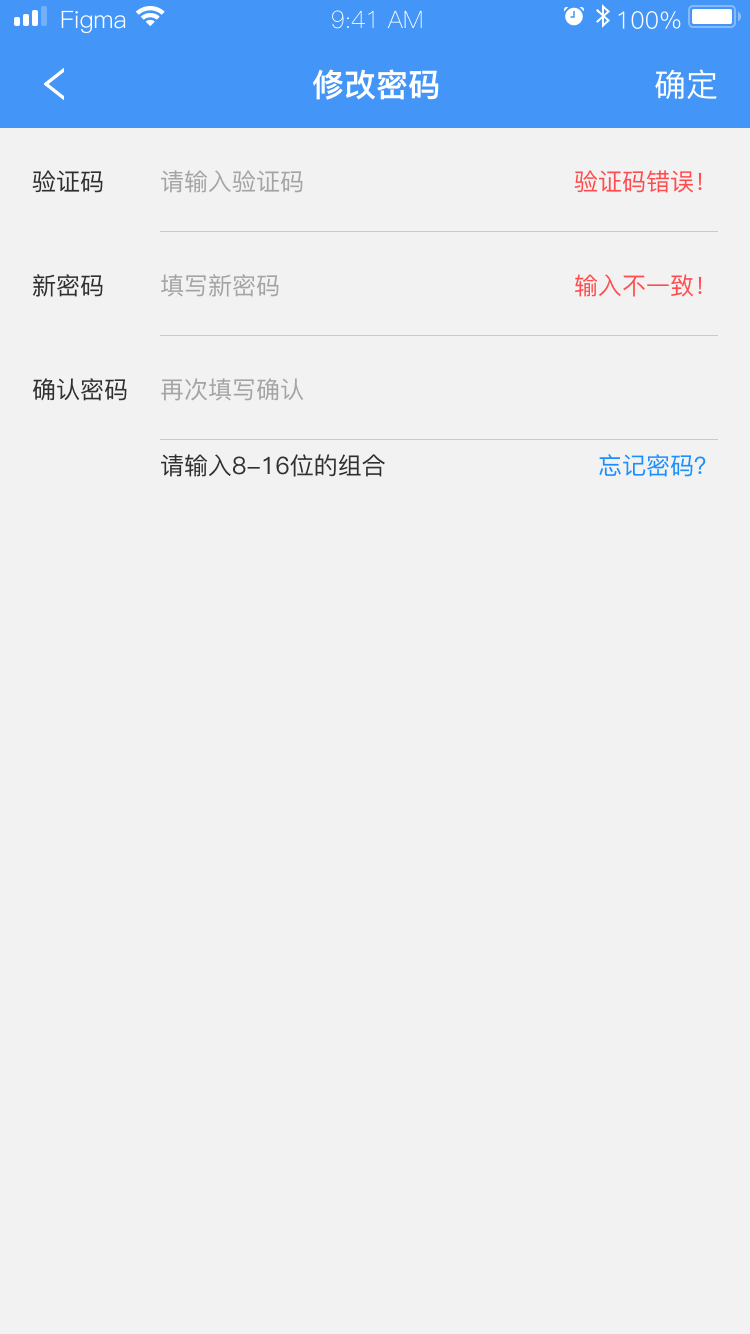 Figma 9:41 AM 100%
修改密码 确定
验证码 请输入验证码 验证码错误!
新密码 填写新密码 输入不一致!
确认密码 再次填写确认
请输入8-16位的组合 忘记密码?